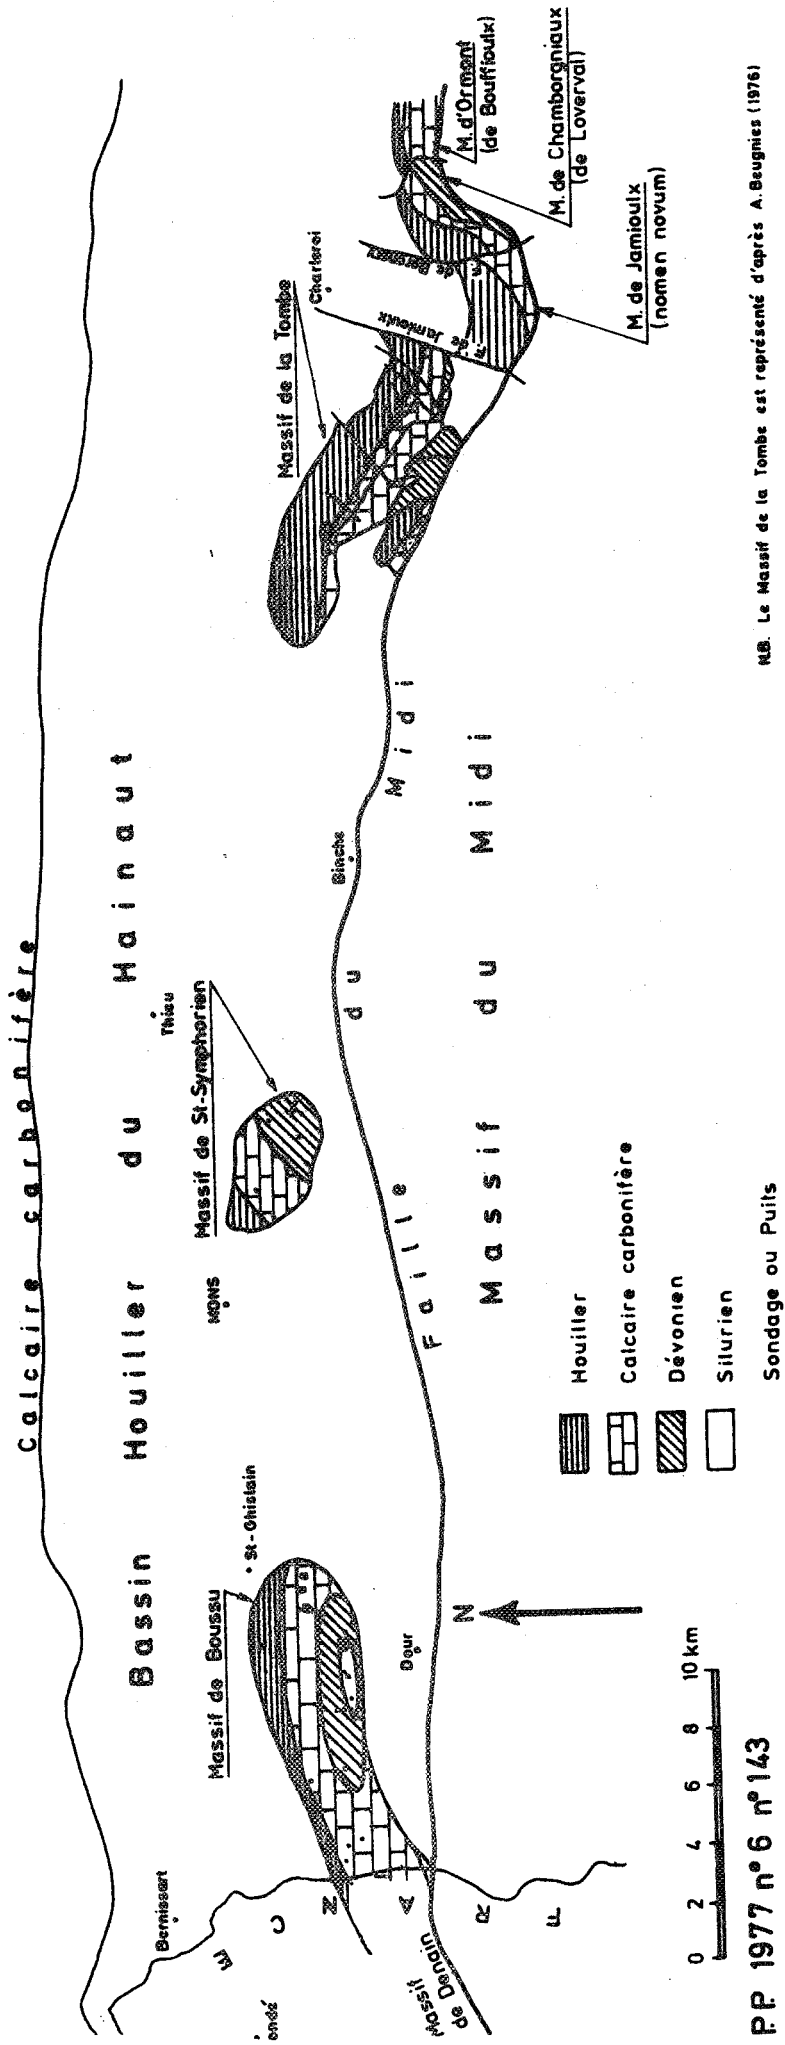 Calcaire carbonifère
Bassin Houiller du Hainaut
Bernissart
Massif de Boussu
St-Ghislain
MONS
Massif de St-Symphorien
Thieu
Massif de la Tombe
Charleroi
Binche
Dour
Faille du Midi
Massif du Midi
Massif
de Denain
FRANCE
F.re de Jamioulx
M. d'Ormont
(de Bouffioulx)
M. de Chamborgniaux
(de Loverval)
M. de Jamioulx
(nomen novum)
N
Houiller
Calcaire carbonifère
Dévonien
Silurien
Sondage ou Puits
0 2 4 6 8 10 km
N.B. Le Massif de la Tombe est représenté d'après A. Beugnies (1976)
P.P. 1977 n° 6 n° 143